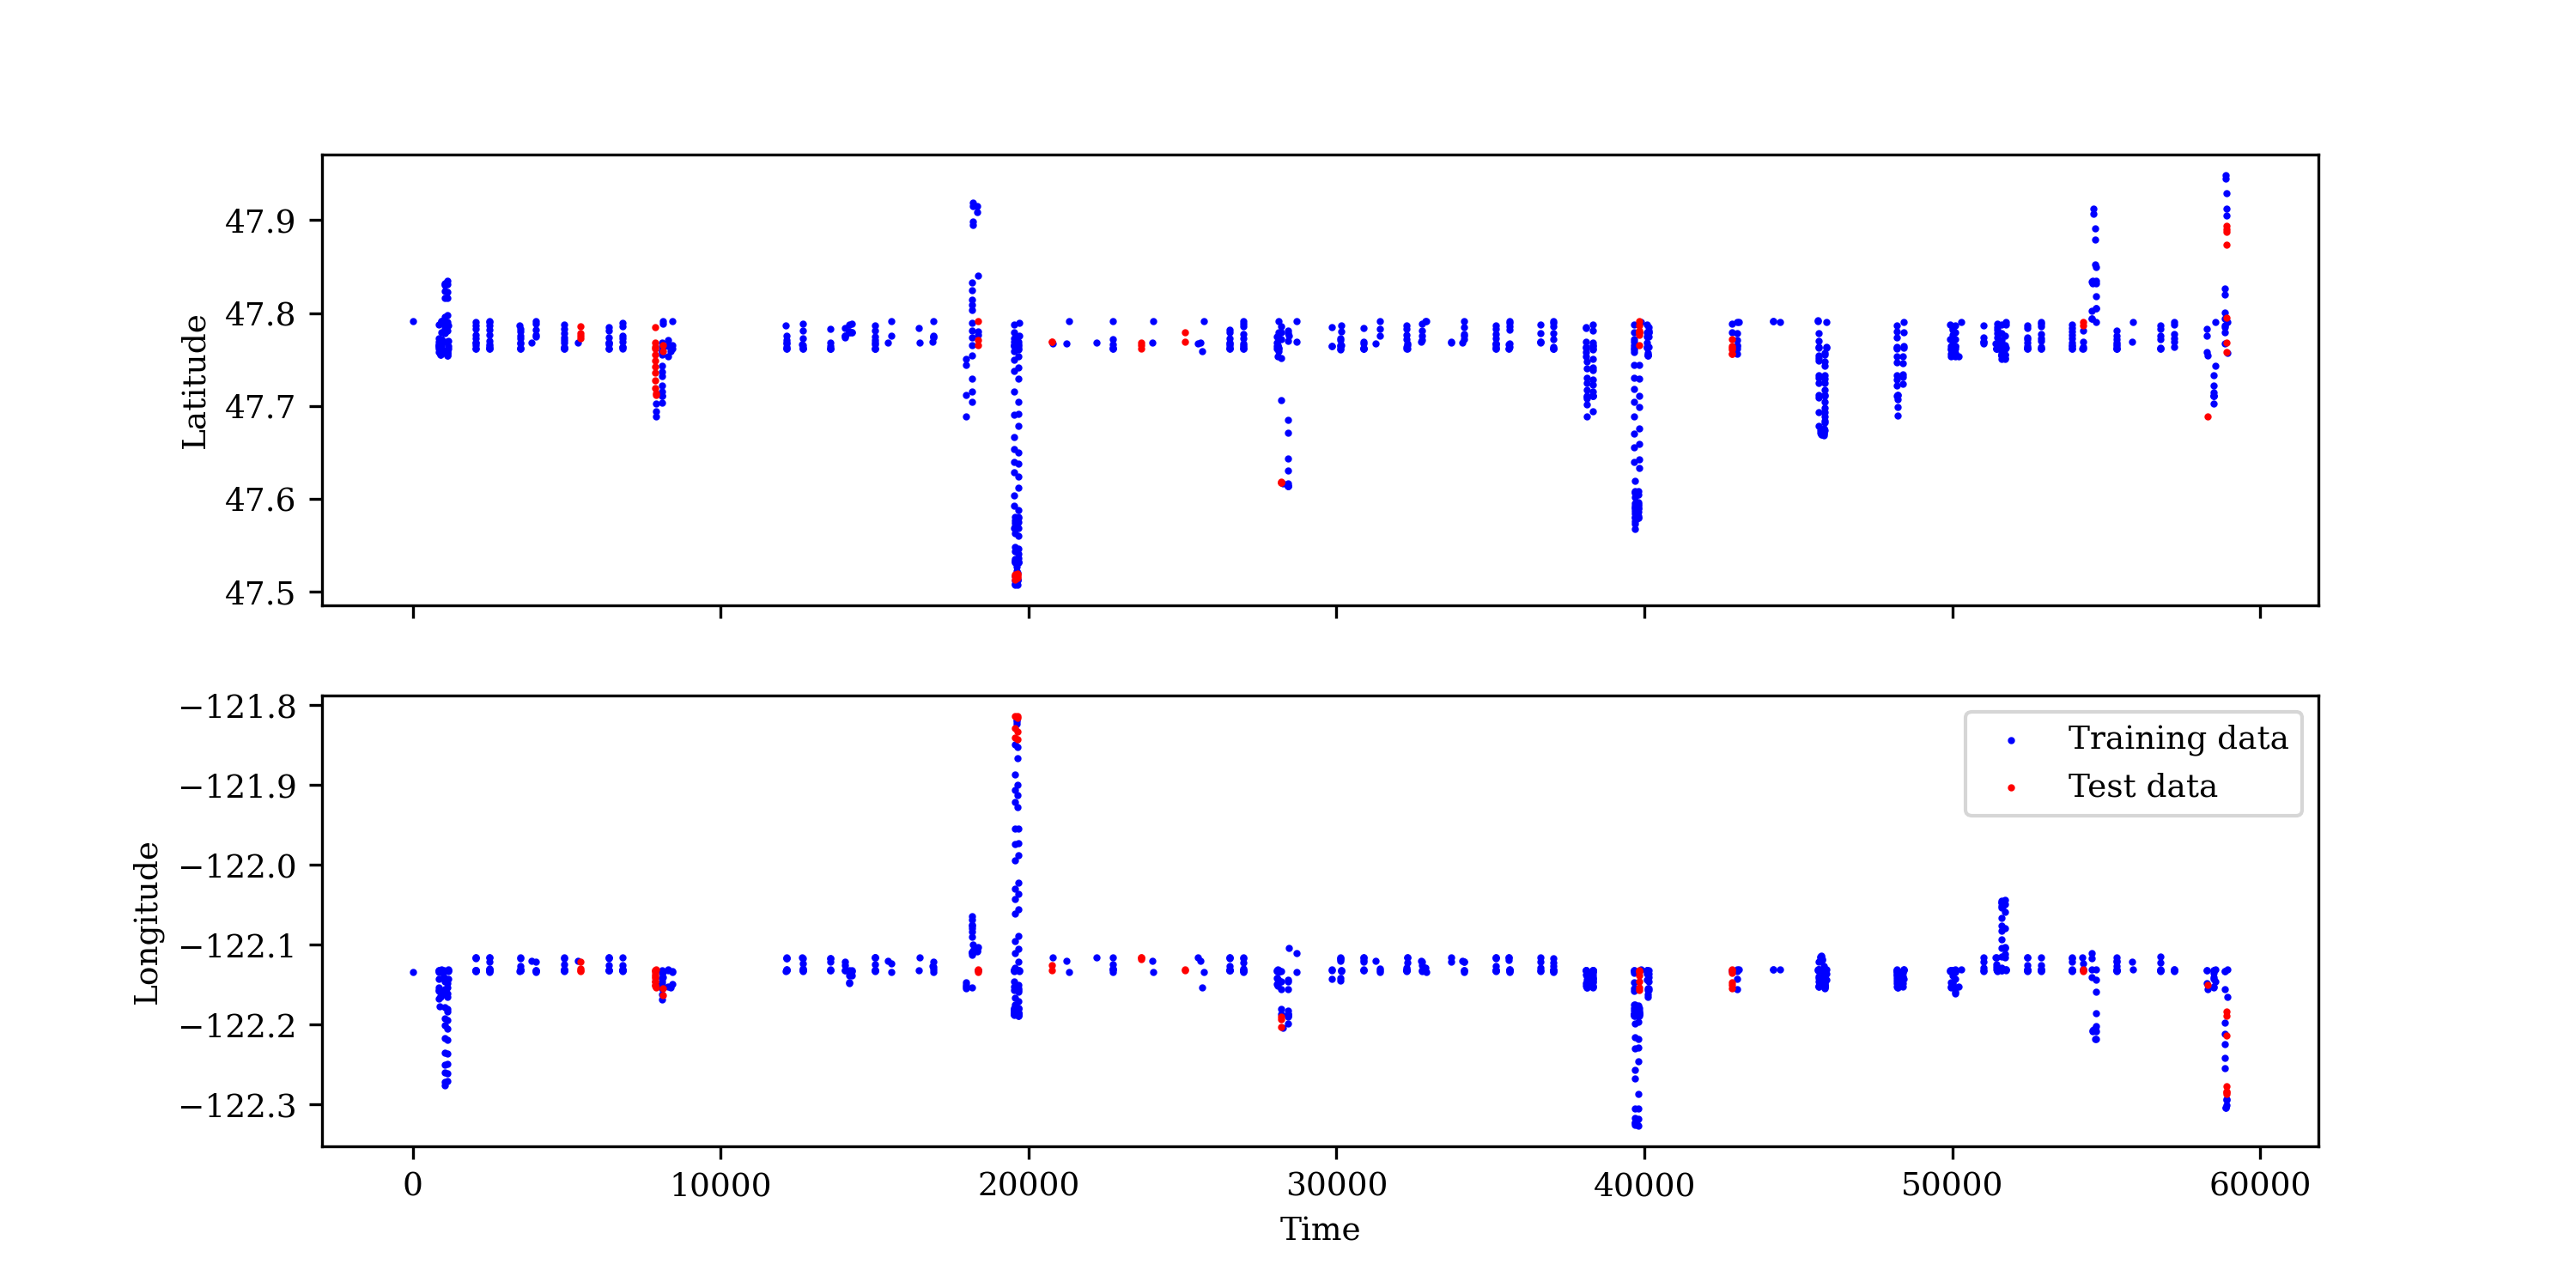 Latitude
47.9
47.8
47.7
47.6
47.5
Longitude
−121.8
−121.9
−122.0
−122.1
−122.2
−122.3
Training data
Test data
0 10000 20000 30000 40000 50000 60000
Time